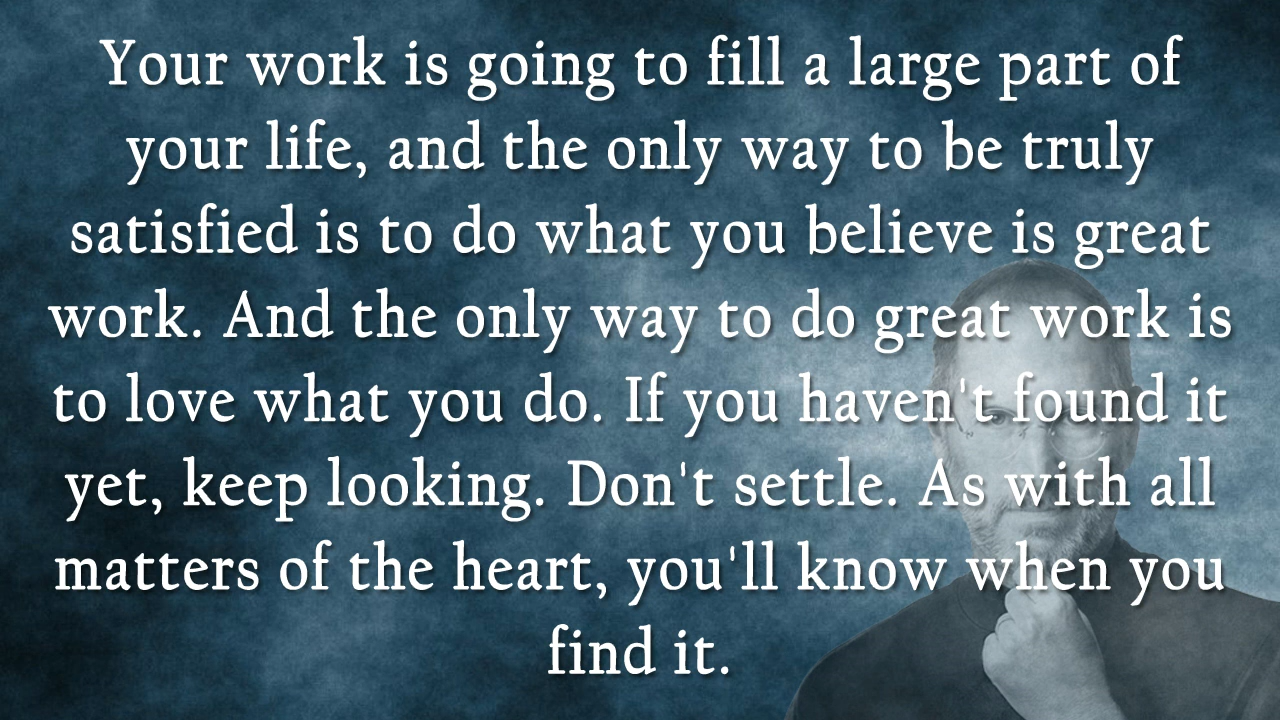 Your work is going to fill a large part of
your life, and the only way to be truly
satisfied is to do what you believe is great
work. And the only way to do great work is
to love what you do. If you haven't found it
yet, keep looking. Don't settle. As with all
matters of the heart, you'll know when you
find it.